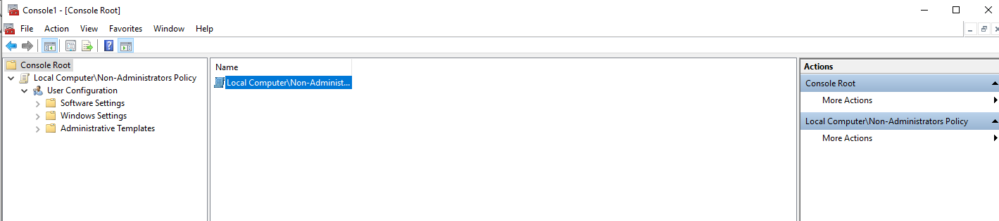 Console1 - [Console Root]
File Action View Favorites Window Help
Console Root
Local Computer\Non-Administrators Policy
User Configuration
Software Settings
Windows Settings
Administrative Templates
Name
Local Computer\Non-Administ...
Actions
Console Root
More Actions
Local Computer\Non-Administrators Policy
More Actions